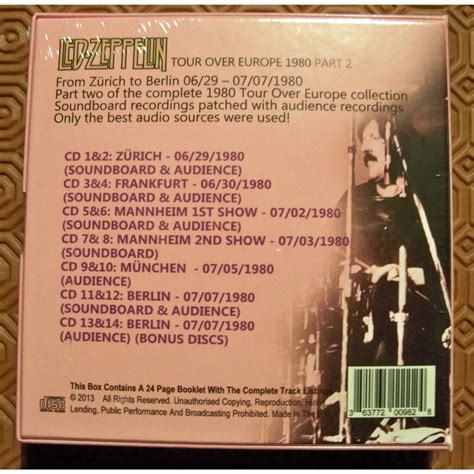 LED-ZEPPELIN TOUR OVER EUROPE 1980 PART 2
From Zürich to Berlin 06/29 – 07/07/1980
Part two of the complete 1980 Tour Over Europe collection
Soundboard recordings patched with audience recordings
Only the best audio sources were used!
CD 1&2: ZÜRICH - 06/29/1980
(SOUNDBOARD & AUDIENCE)
CD 3&4: FRANKFURT - 06/30/1980
(SOUNDBOARD & AUDIENCE)
CD 5&6: MANNHEIM 1ST SHOW - 07/02/1980
(SOUNDBOARD & AUDIENCE)
CD 7& 8: MANNHEIM 2ND SHOW - 07/03/1980
(SOUNDBOARD)
CD 9&10: MÜNCHEN - 07/05/1980
(AUDIENCE)
CD 11&12: BERLIN - 07/07/1980
(SOUNDBOARD & AUDIENCE)
CD 13&14: BERLIN - 07/07/1980
(AUDIENCE) (BONUS DISCS)
This Box Contains A 24 Page Booklet With The Complete Track Listings
© 2013 All Rights Reserved. Unauthorised Copying, Reproduction, Hiring
Lending, Public Performance And Broadcasting Prohibited. Made In The
3 63772 00982 8